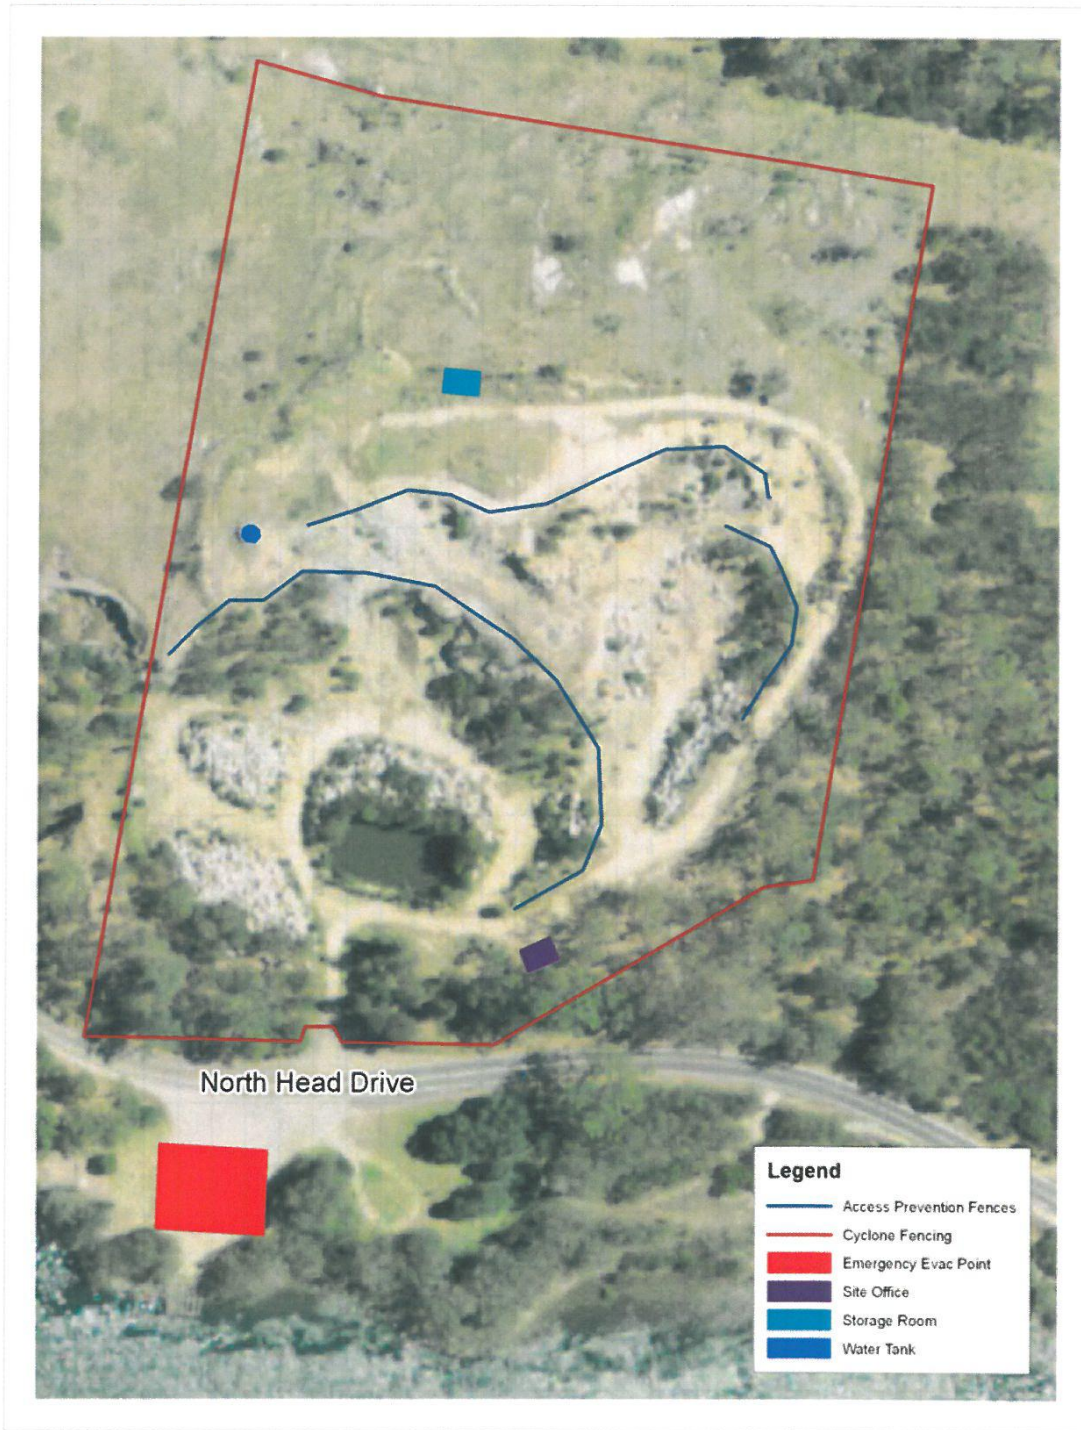 North Head Drive
Legend
Access Prevention Fences
Cyclone Fencing
Emergency Evac Point
Site Office
Storage Room
Water Tank